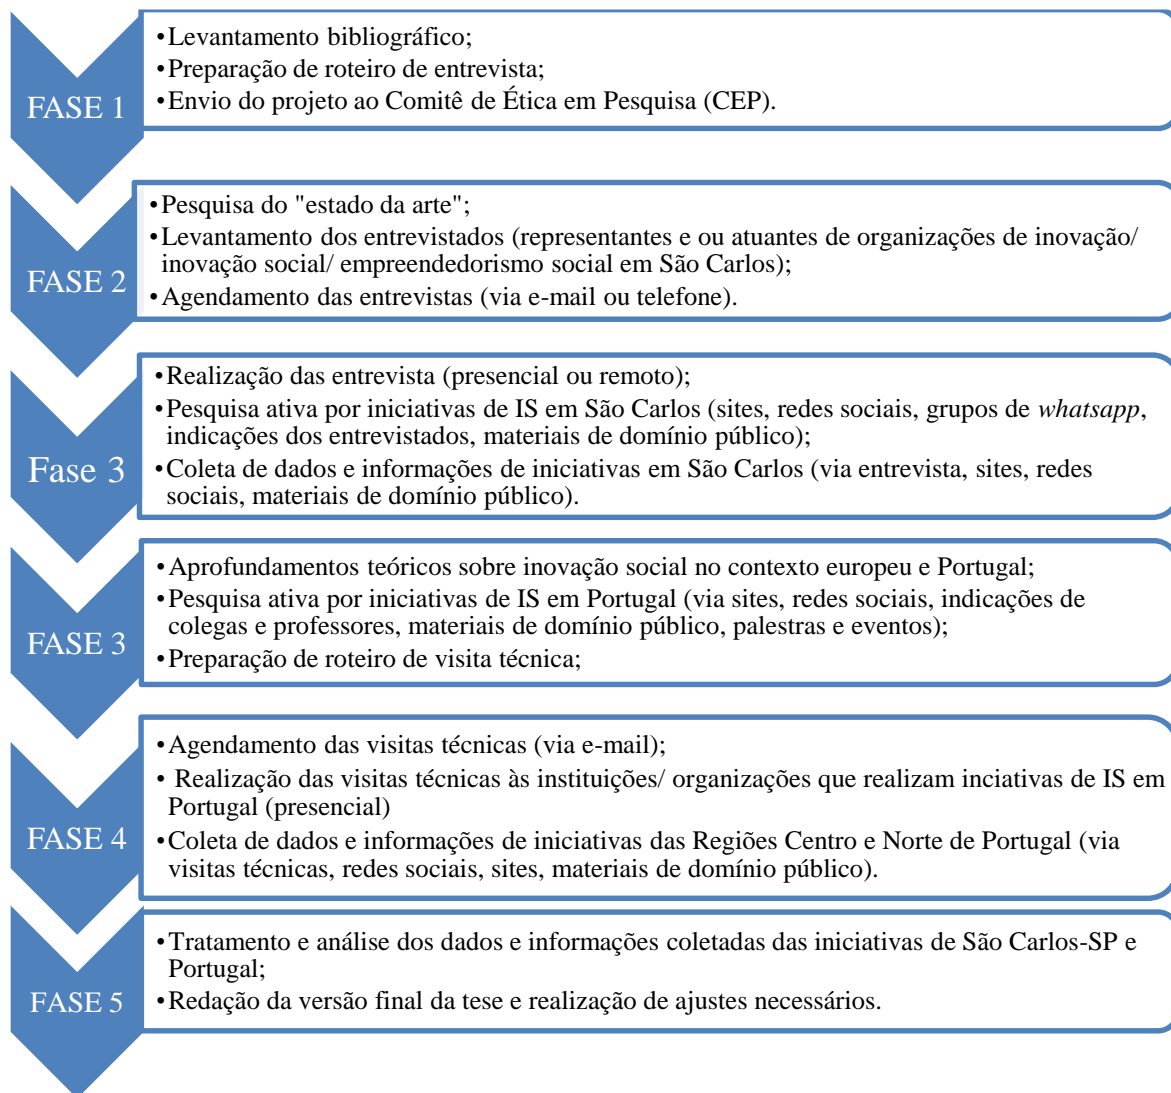 •Levantamento bibliográfico;
•Preparação de roteiro de entrevista;
•Envio do projeto ao Comitê de Ética em Pesquisa (CEP).
FASE 1
•Pesquisa do "estado da arte";
•Levantamento dos entrevistados (representantes e ou atuantes de organizações de inovação/
inovação social/ empreendedorismo social em São Carlos);
•Agendamento das entrevistas (via e-mail ou telefone).
FASE 2
•Realização das entrevista (presencial ou remoto);
•Pesquisa ativa por iniciativas de IS em São Carlos (sites, redes sociais, grupos de whatsapp,
indicações dos entrevistados, materiais de domínio público);
•Coleta de dados e informações de iniciativas em São Carlos (via entrevista, sites, redes
sociais, materiais de domínio público).
Fase 3
•Aprofundamentos teóricos sobre inovação social no contexto europeu e Portugal;
•Pesquisa ativa por iniciativas de IS em Portugal (via sites, redes sociais, indicações de
colegas e professores, materiais de domínio público, palestras e eventos);
•Preparação de roteiro de visita técnica;
FASE 3
•Agendamento das visitas técnicas (via e-mail);
• Realização das visitas técnicas às instituições/ organizações que realizam inciativas de IS em
Portugal (presencial)
•Coleta de dados e informações de iniciativas das Regiões Centro e Norte de Portugal (via
visitas técnicas, redes sociais, sites, materiais de domínio público).
FASE 4
•Tratamento e análise dos dados e informações coletadas das iniciativas de São Carlos-SP e
Portugal;
•Redação da versão final da tese e realização de ajustes necessários.
FASE 5